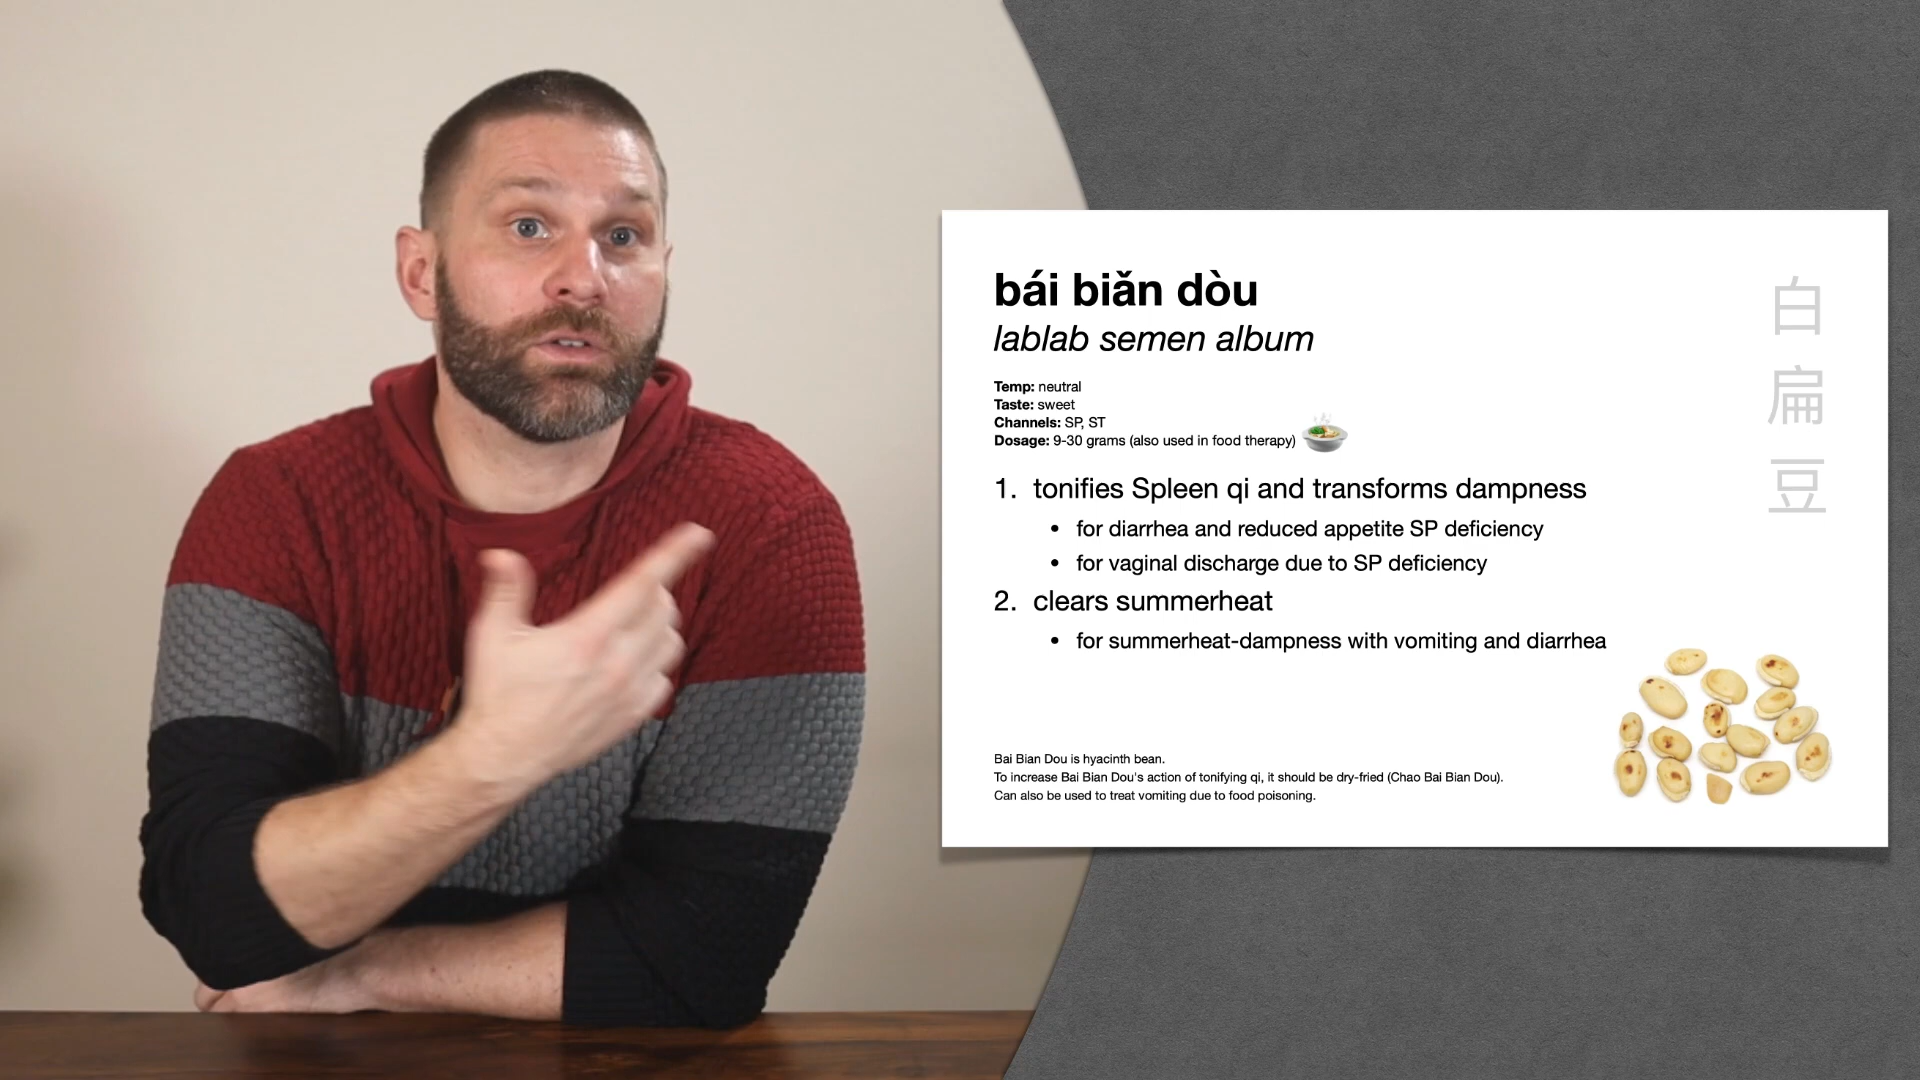 bái biǎn dòu
lablab semen album
Temp: neutral
Taste: sweet
Channels: SP, ST
Dosage: 9-30 grams (also used in food therapy)
1. tonifies Spleen qi and transforms dampness
• for diarrhea and reduced appetite SP deficiency
• for vaginal discharge due to SP deficiency
2. clears summerheat
• for summerheat-dampness with vomiting and diarrhea
Bai Bian Dou is hyacinth bean.
To increase Bai Bian Dou's action of tonifying qi, it should be dry-fried (Chao Bai Bian Dou).
Can also be used to treat vomiting due to food poisoning.
白扁豆